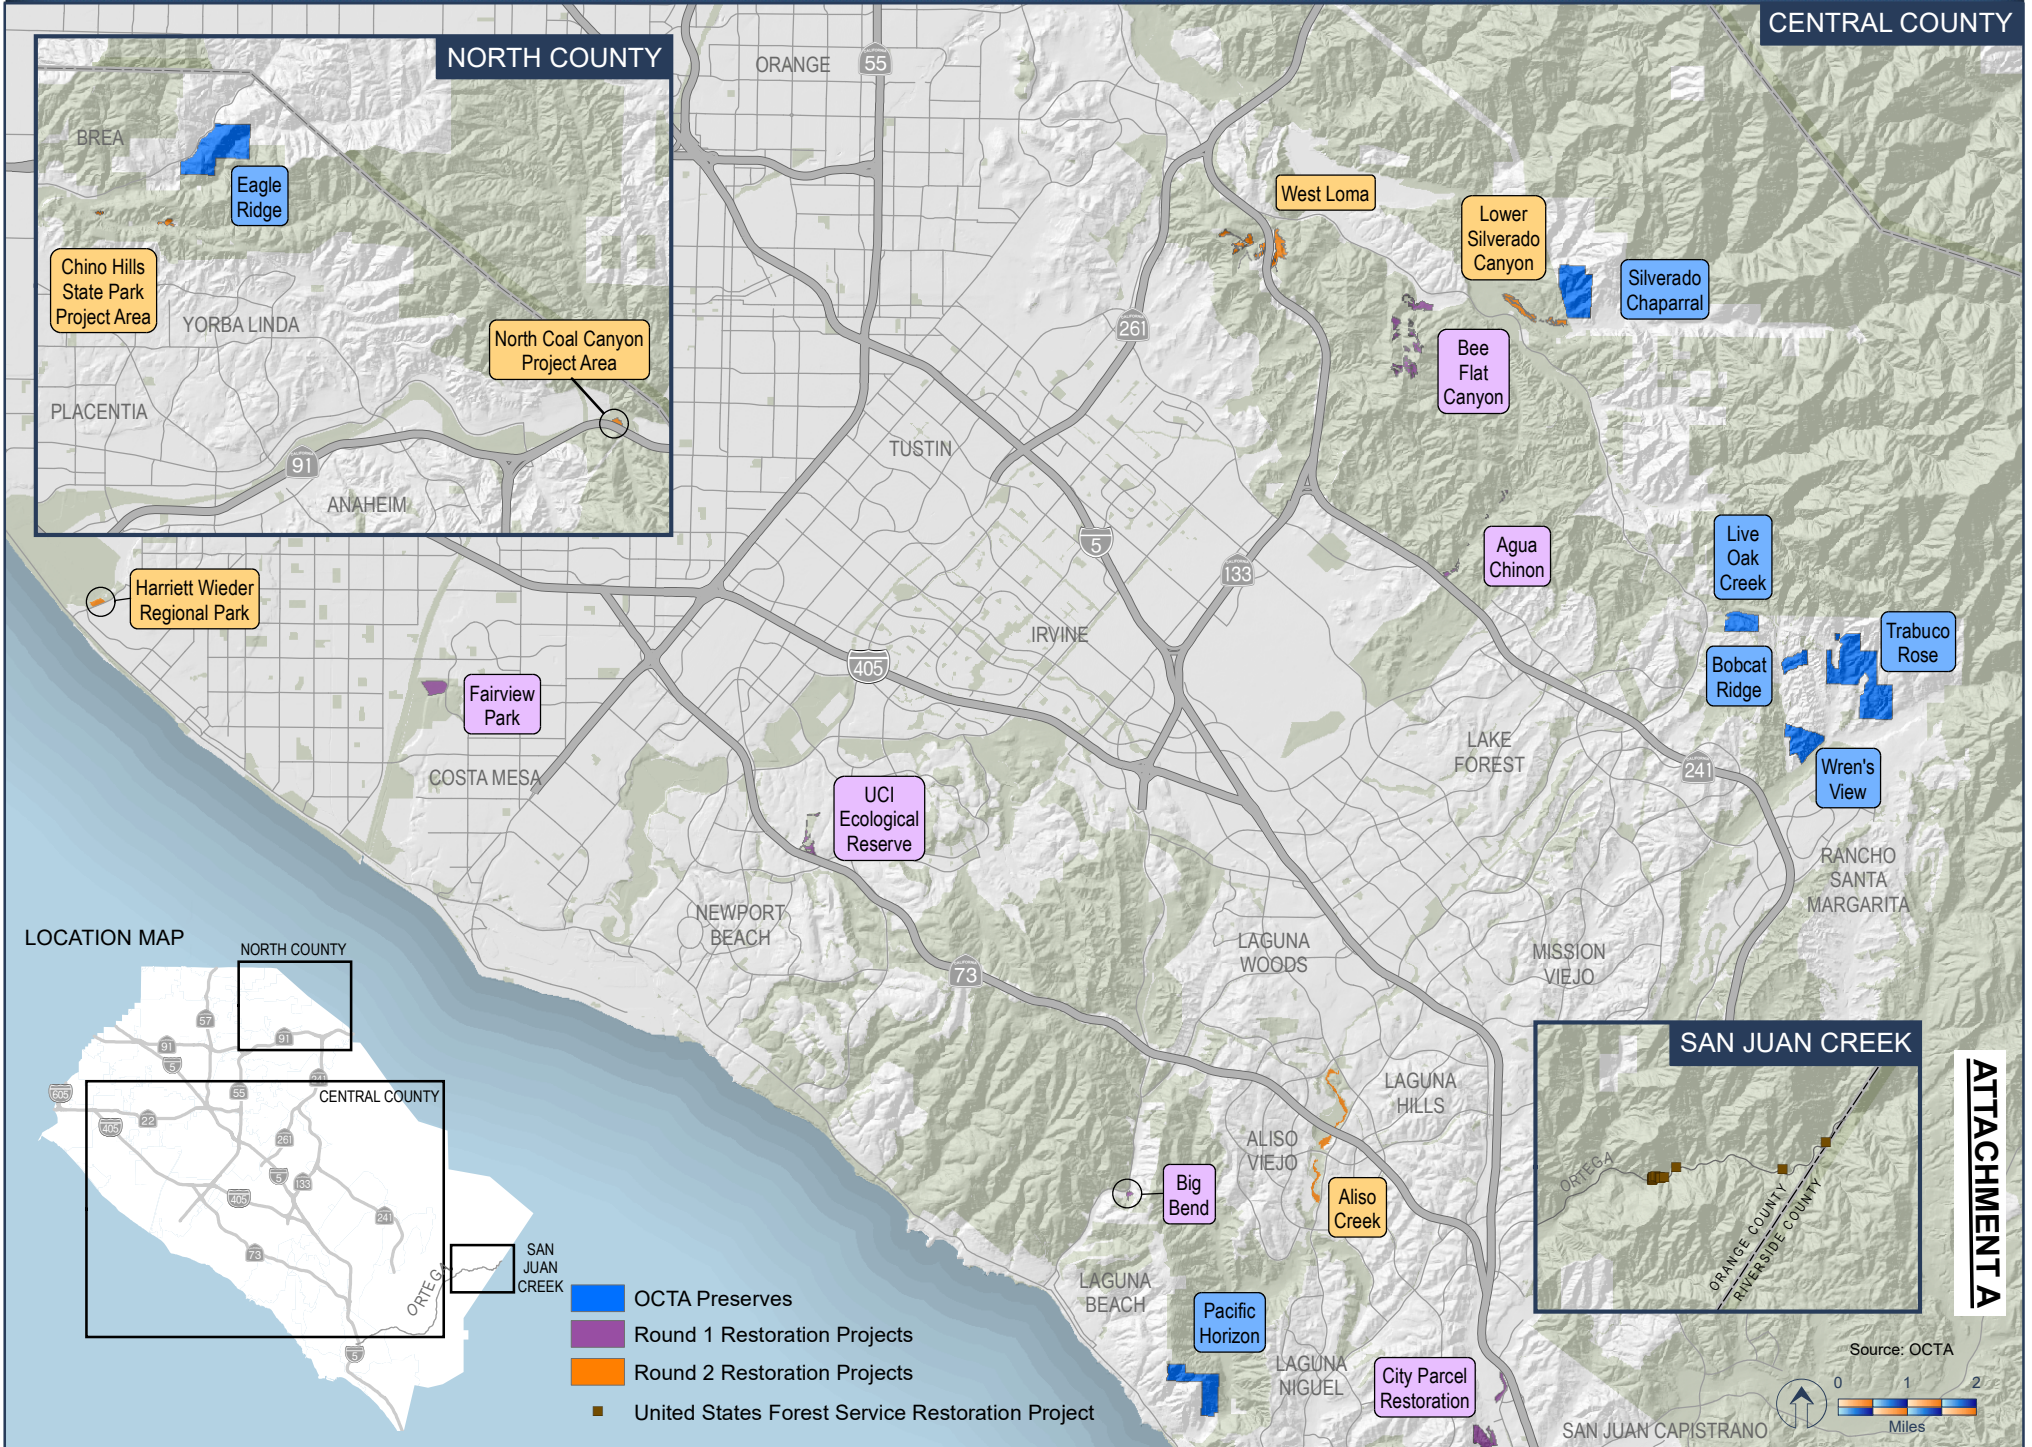 CENTRAL COUNTY
NORTH COUNTY
BREA
Eagle
Ridge
Chino Hills
State Park
Project Area
YORBA LINDA
North Coal Canyon
Project Area
PLACENTIA
91
ANAHEIM
ORANGE
55
West Loma
Lower
Silverado
Canyon
Silverado
Chaparral
261
Bee
Flat
Canyon
TUSTIN
5
133
Agua
Chinon
Live
Oak
Creek
Harriett Wieder
Regional Park
IRVINE
405
Trabuco
Rose
Bobcat
Ridge
Fairview
Park
LAKE
FOREST
241
Wren's
View
COSTA MESA
UCI
Ecological
Reserve
RANCHO
SANTA
MARGARITA
NEWPORT
BEACH
LAGUNA
WOODS
MISSION
VIEJO
73
LAGUNA
HILLS
ALISO
VIEJO
Big
Bend
Aliso
Creek
LAGUNA
BEACH
Pacific
Horizon
LAGUNA
NIGUEL
City Parcel
Restoration
SAN JUAN CAPISTRANO
SAN JUAN CREEK
ORTEGA
ORANGE COUNTY
RIVERSIDE COUNTY
ATTACHMENT A
Source: OCTA
0 1 2
Miles
LOCATION MAP
NORTH COUNTY
57
91
91
5
241
605
55
CENTRAL COUNTY
405
22
261
5
133
405
241
73
SAN
JUAN
CREEK
ORTEGA
5
OCTA Preserves
Round 1 Restoration Projects
Round 2 Restoration Projects
United States Forest Service Restoration Project